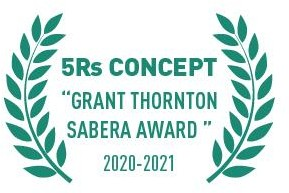 5Rs CONCEPT
“GRANT THORNTON
SABERA AWARD ”
2020-2021